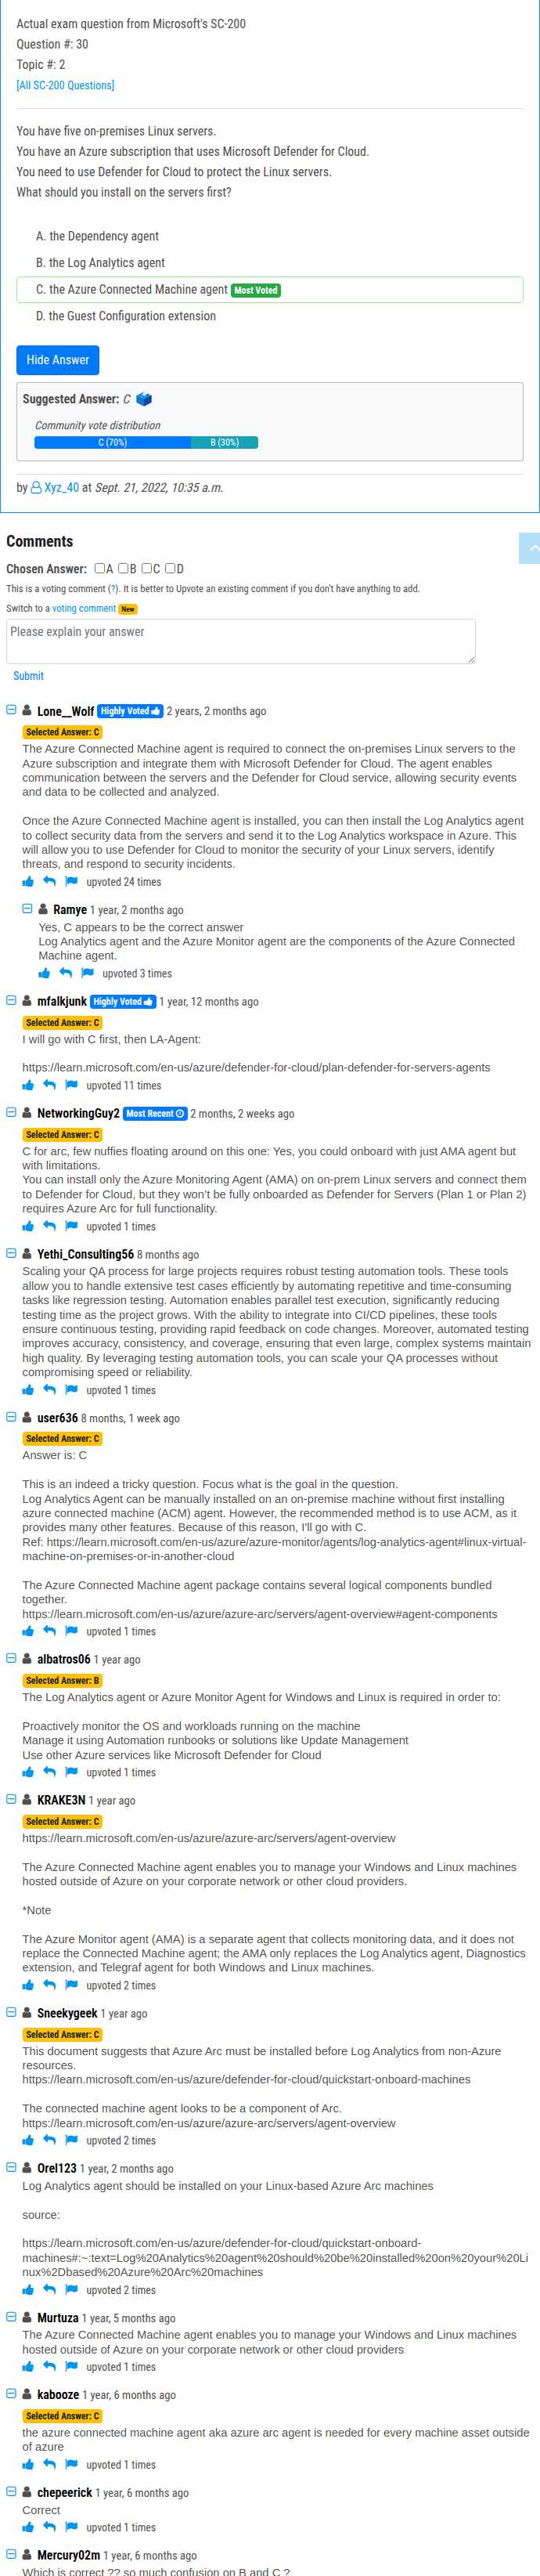 Actual exam question from Microsoft's SC-200
Question #: 30
Topic #: 2
[All SC-200 Questions]
You have five on-premises Linux servers.
You have an Azure subscription that uses Microsoft Defender for Cloud.
You need to use Defender for Cloud to protect the Linux servers.
What should you install on the servers first?
A. the Dependency agent
B. the Log Analytics agent
C. the Azure Connected Machine agent Most Voted
D. the Guest Configuration extension
Hide Answer
Suggested Answer: C
Community vote distribution
C (70%) B (30%)
by Xyz_40 at Sept. 21, 2022, 10:35 a.m.
Comments
Chosen Answer: A B C D
This is a voting comment (?). It is better to Upvote an existing comment if you don't have anything to add.
Switch to a voting comment New
Please explain your answer
Submit
Lone__Wolf Highly Voted 2 years, 2 months ago
Selected Answer: C
The Azure Connected Machine agent is required to connect the on-premises Linux servers to the
Azure subscription and integrate them with Microsoft Defender for Cloud. The agent enables
communication between the servers and the Defender for Cloud service, allowing security events
and data to be collected and analyzed.
Once the Azure Connected Machine agent is installed, you can then install the Log Analytics agent
to collect security data from the servers and send it to the Log Analytics workspace in Azure. This
will allow you to use Defender for Cloud to monitor the security of your Linux servers, identify
threats, and respond to security incidents.
upvoted 24 times
Ramye 1 year, 2 months ago
Yes, C appears to be the correct answer
Log Analytics agent and the Azure Monitor agent are the components of the Azure Connected
Machine agent.
upvoted 3 times
mfalkjunk Highly Voted 1 year, 12 months ago
Selected Answer: C
I will go with C first, then LA-Agent:
https://learn.microsoft.com/en-us/azure/defender-for-cloud/plan-defender-for-servers-agents
upvoted 11 times
NetworkingGuy2 Most Recent 2 months, 2 weeks ago
Selected Answer: C
C for arc, few nuffies floating around on this one: Yes, you could onboard with just AMA agent but
with limitations.
You can install only the Azure Monitoring Agent (AMA) on on-prem Linux servers and connect them
to Defender for Cloud, but they won't be fully onboarded as Defender for Servers (Plan 1 or Plan 2)
requires Azure Arc for full functionality.
upvoted 1 times
Yethi_Consulting56 8 months ago
Scaling your QA process for large projects requires robust testing automation tools. These tools
allow you to handle extensive test cases efficiently by automating repetitive and time-consuming
tasks like regression testing. Automation enables parallel test execution, significantly reducing
testing time as the project grows. With the ability to integrate into CI/CD pipelines, these tools
ensure continuous testing, providing rapid feedback on code changes. Moreover, automated testing
improves accuracy, consistency, and coverage, ensuring that even large, complex systems maintain
high quality. By leveraging testing automation tools, you can scale your QA processes without
compromising speed or reliability.
upvoted 1 times
user636 8 months, 1 week ago
Selected Answer: C
Answer is: C
This is an indeed a tricky question. Focus what is the goal in the question.
Log Analytics Agent can be manually installed on an on-premise machine without first installing
azure connected machine (ACM) agent. However, the recommended method is to use ACM, as it
provides many other features. Because of this reason, I'll go with C.
Ref: https://learn.microsoft.com/en-us/azure/azure-monitor/agents/log-analytics-agent#linux-virtual-
machine-on-premises-or-in-another-cloud
The Azure Connected Machine agent package contains several logical components bundled
together.
https://learn.microsoft.com/en-us/azure/azure-arc/servers/agent-overview#agent-components
upvoted 1 times
albatros06 1 year ago
Selected Answer: B
The Log Analytics agent or Azure Monitor Agent for Windows and Linux is required in order to:
Proactively monitor the OS and workloads running on the machine
Manage it using Automation runbooks or solutions like Update Management
Use other Azure services like Microsoft Defender for Cloud
upvoted 1 times
KRAKE3N 1 year ago
Selected Answer: C
https://learn.microsoft.com/en-us/azure/azure-arc/servers/agent-overview
The Azure Connected Machine agent enables you to manage your Windows and Linux machines
hosted outside of Azure on your corporate network or other cloud providers.
*Note
The Azure Monitor agent (AMA) is a separate agent that collects monitoring data, and it does not
replace the Connected Machine agent; the AMA only replaces the Log Analytics agent, Diagnostics
extension, and Telegraf agent for both Windows and Linux machines.
upvoted 2 times
Sneekygeek 1 year ago
Selected Answer: C
This document suggests that Azure Arc must be installed before Log Analytics from non-Azure
resources.
https://learn.microsoft.com/en-us/azure/defender-for-cloud/quickstart-onboard-machines
The connected machine agent looks to be a component of Arc.
https://learn.microsoft.com/en-us/azure/azure-arc/servers/agent-overview
upvoted 2 times
Orel123 1 year, 2 months ago
Log Analytics agent should be installed on your Linux-based Azure Arc machines
source:
https://learn.microsoft.com/en-us/azure/defender-for-cloud/quickstart-onboard-
machines#:~:text=Log%20Analytics%20agent%20should%20be%20installed%20on%20your%20Li
nux%2Dbased%20Azure%20Arc%20machines
upvoted 2 times
Murtuza 1 year, 5 months ago
The Azure Connected Machine agent enables you to manage your Windows and Linux machines
hosted outside of Azure on your corporate network or other cloud providers
upvoted 1 times
kabooze 1 year, 6 months ago
Selected Answer: C
the azure connected machine agent aka azure arc agent is needed for every machine asset outside
of azure
upvoted 1 times
chepeerick 1 year, 6 months ago
Correct
upvoted 1 times
Mercury02m 1 year, 6 months ago
Which is correct ?? so much confusion on B and C ?